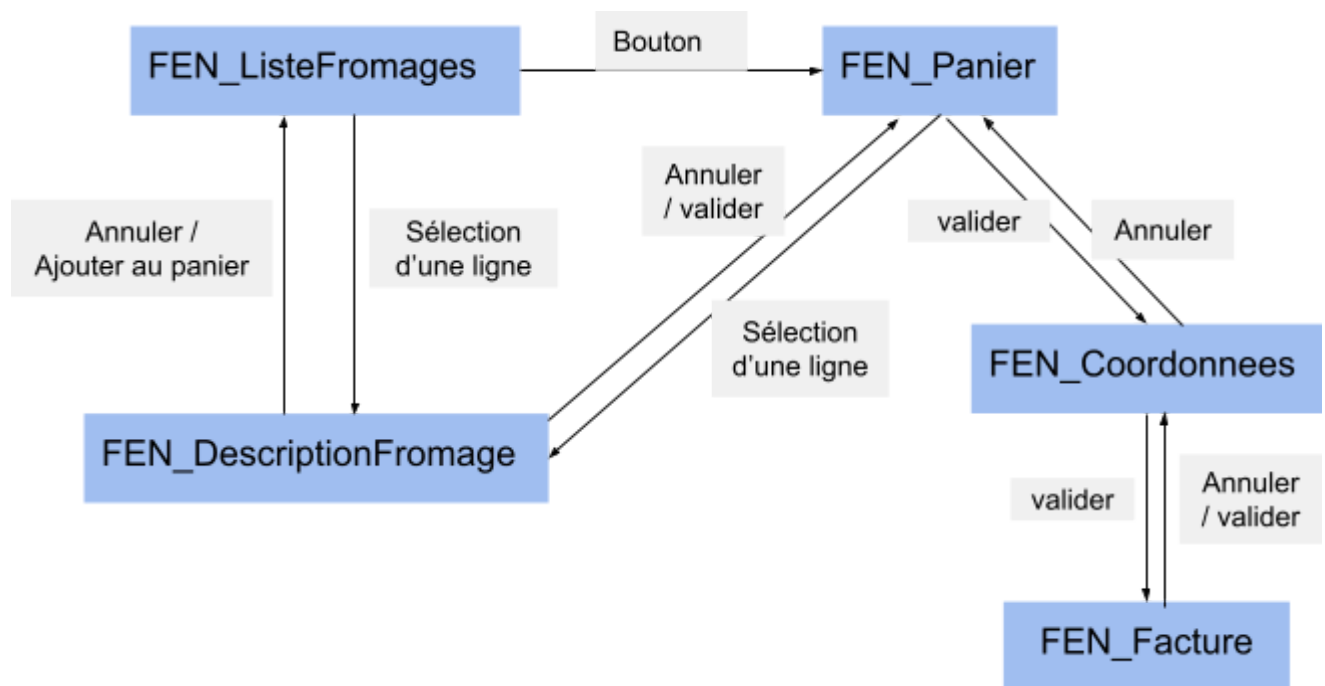 FEN_ListeFromages
Bouton
FEN_Panier
Annuler /
Ajouter au panier
Sélection
d'une ligne
Annuler
/ valider
Sélection
d'une ligne
valider
Annuler
FEN_DescriptionFromage
FEN_Coordonnees
valider
Annuler
/ valider
FEN_Facture